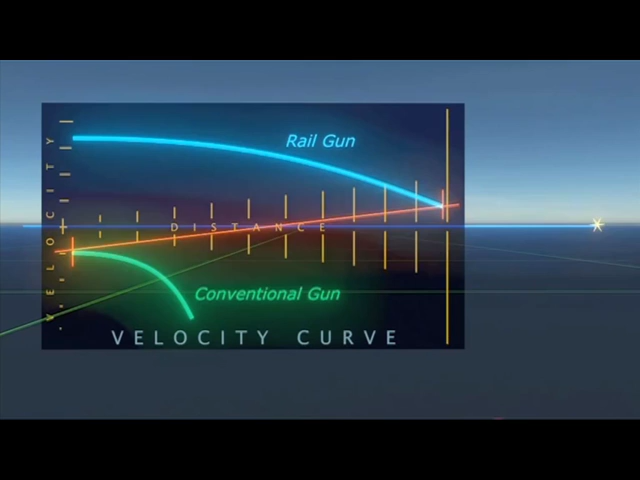 Rail Gun
VELOCITY
DISTANCE
Conventional Gun
VELOCITY CURVE